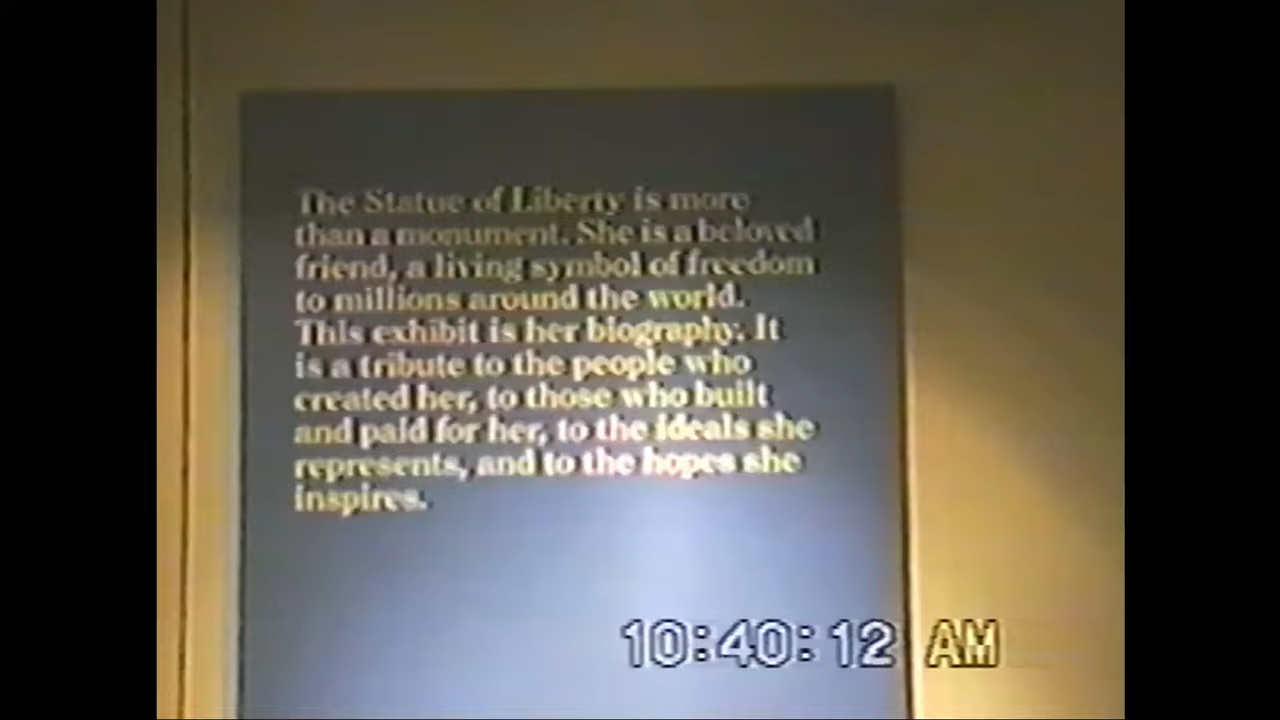 The Statue of Liberty is more
than a monument. She is a beloved
friend, a living symbol of freedom
to millions around the world.
This exhibit is her biography. It
is a tribute to the people who
created her, to those who built
and paid for her, to the ideals she
represents, and to the hopes she
inspires.
10:40:12 AM